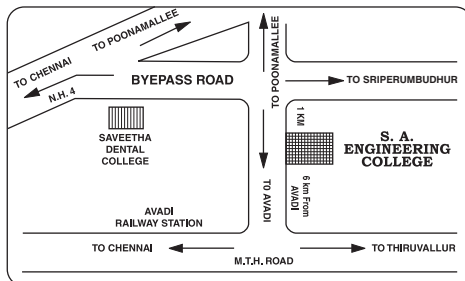 TO POONAMALLEE
TO CHENNAI
N.H. 4
BYEPASS ROAD
TO POONAMALLEE
TO SRIPERUMBUDHUR
1 KM
SAVEETHA
DENTAL
COLLEGE
S. A.
ENGINEERING
COLLEGE
TO AVADI
6 km From
AVADI
AVADI
RAILWAY STATION
TO CHENNAI
TO THIRUVALLUR
M.T.H. ROAD